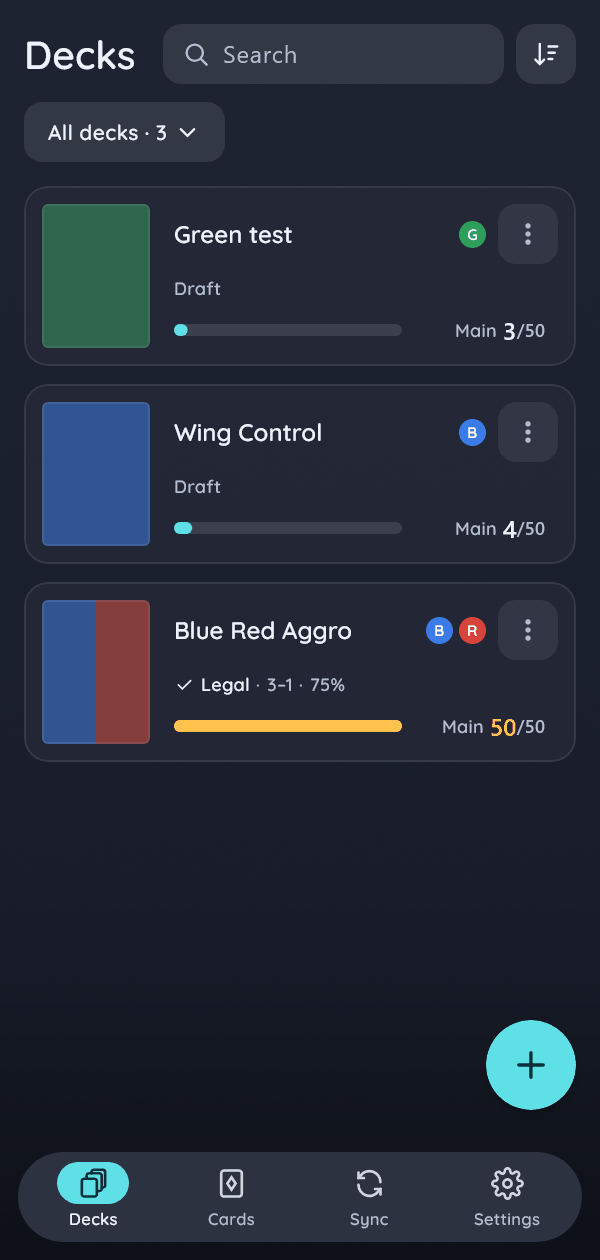 Decks
Search
All decks · 3
Green test
G
Draft
Main 3/50
Wing Control
B
Draft
Main 4/50
Blue Red Aggro
B R
Legal · 3–1 · 75%
Main 50/50
Decks
Cards
Sync
Settings